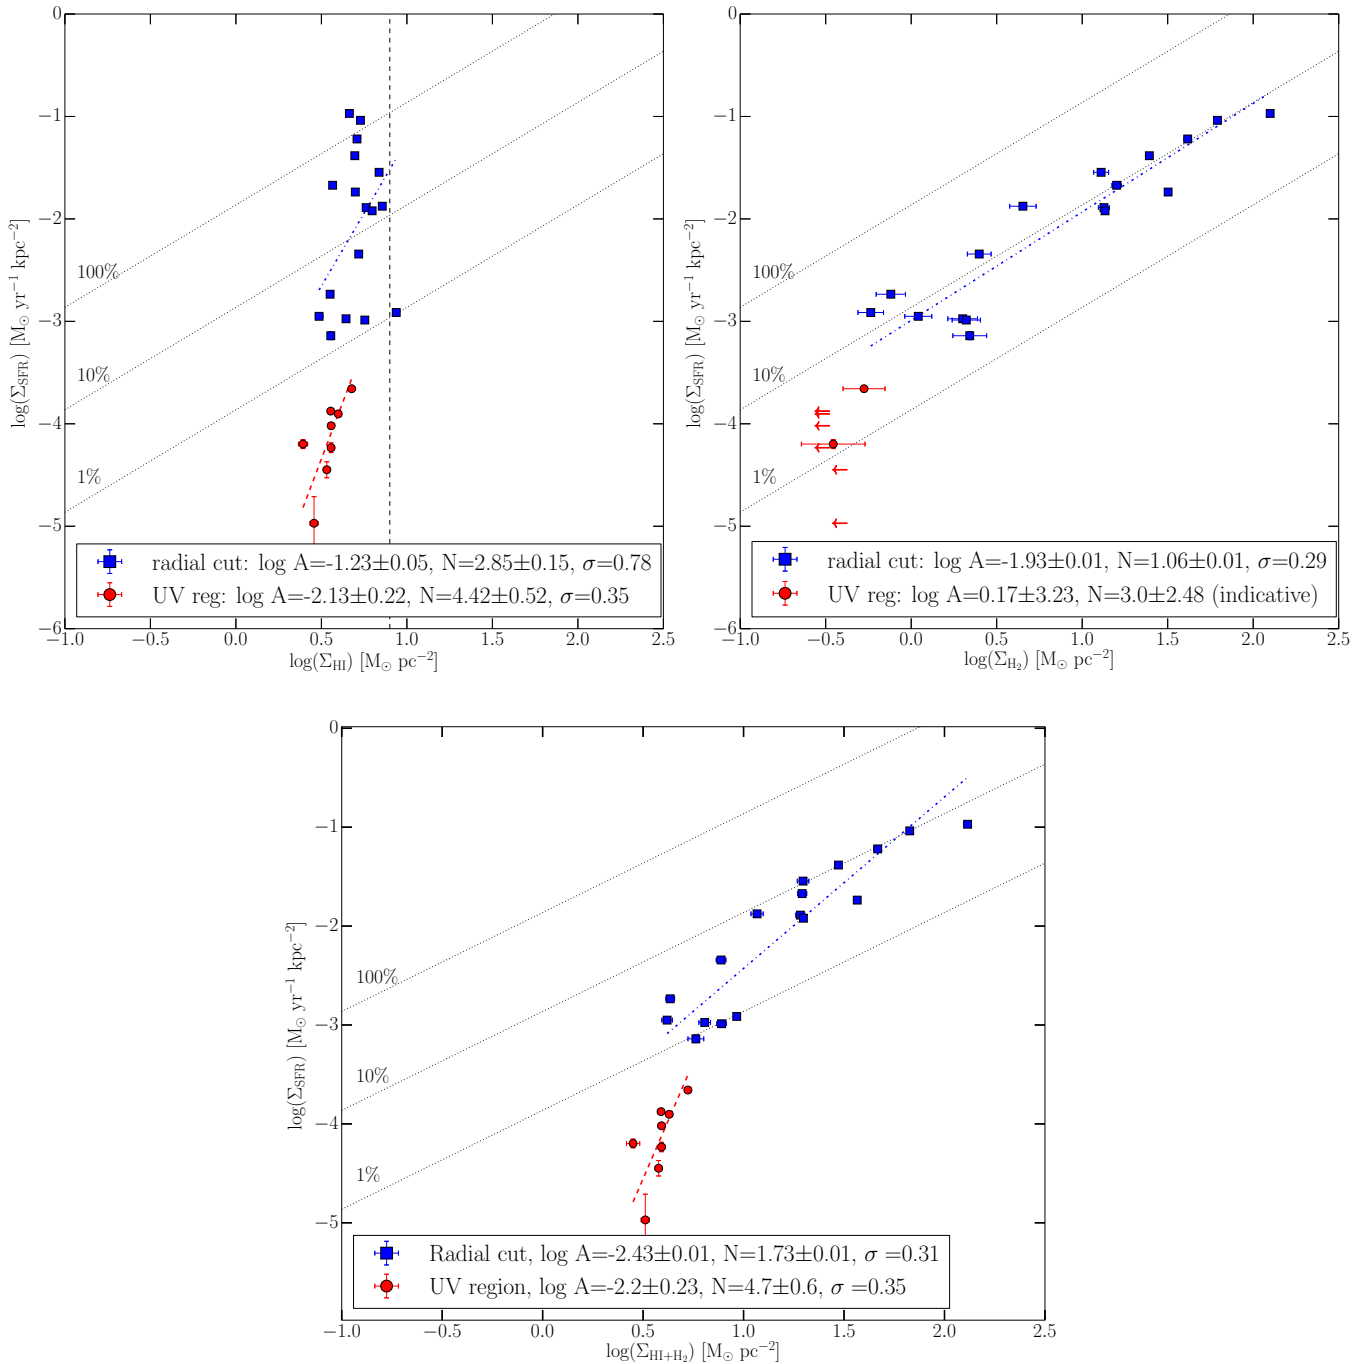 0
−1
−2
−3
−4
−5
−6
log(Σ_SFR) [M_⊙ yr⁻¹ kpc⁻²]
100%
10%
1%
radial cut: log A=-1.23±0.05, N=2.85±0.15, σ=0.78
UV reg: log A=-2.13±0.22, N=4.42±0.52, σ=0.35
−1.0 −0.5 0.0 0.5 1.0 1.5 2.0 2.5
log(Σ_HI) [M_⊙ pc⁻²]
0
−1
−2
−3
−4
−5
−6
log(Σ_SFR) [M_⊙ yr⁻¹ kpc⁻²]
100%
10%
1%
radial cut: log A=-1.93±0.01, N=1.06±0.01, σ=0.29
UV reg: log A=0.17±3.23, N=3.0±2.48 (indicative)
−1.0 −0.5 0.0 0.5 1.0 1.5 2.0 2.5
log(Σ_H₂) [M_⊙ pc⁻²]
0
−1
−2
−3
−4
−5
log(Σ_SFR) [M_⊙ yr⁻¹ kpc⁻²]
100%
10%
1%
Radial cut, log A=-2.43±0.01, N=1.73±0.01, σ =0.31
UV region, log A=-2.2±0.23, N=4.7±0.6, σ =0.35
−1.0 −0.5 0.0 0.5 1.0 1.5 2.0 2.5
log(Σ_HI+H₂) [M_⊙ pc⁻²]